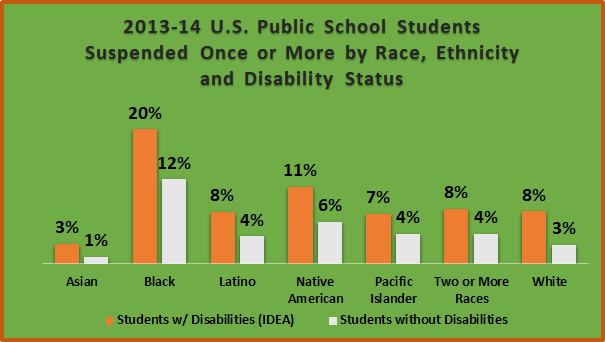 2013-14 U.S. Public School Students
Suspended Once or More by Race, Ethnicity
and Disability Status
20%
12%
11%
8%
8%
8%
7%
6%
4%
4%
4%
3%
3%
1%
Asian
Black
Latino
Native
American
Pacific
Islander
Two or More
Races
White
Students w/ Disabilities (IDEA)
Students without Disabilities